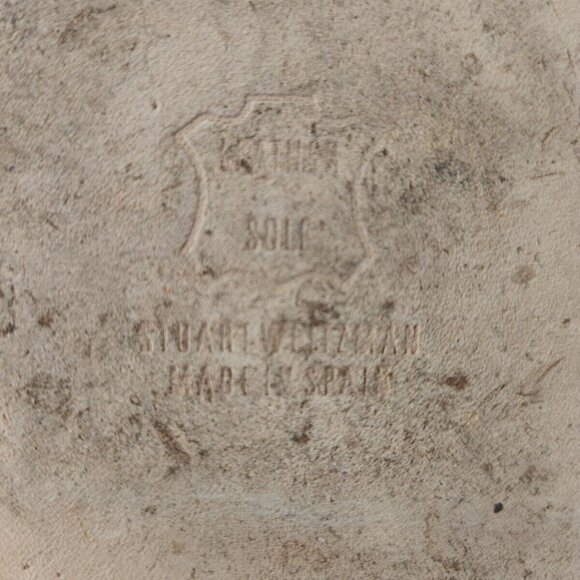 LEATHER
SOLE
STUART WEITZMAN
MADE IN SPAIN